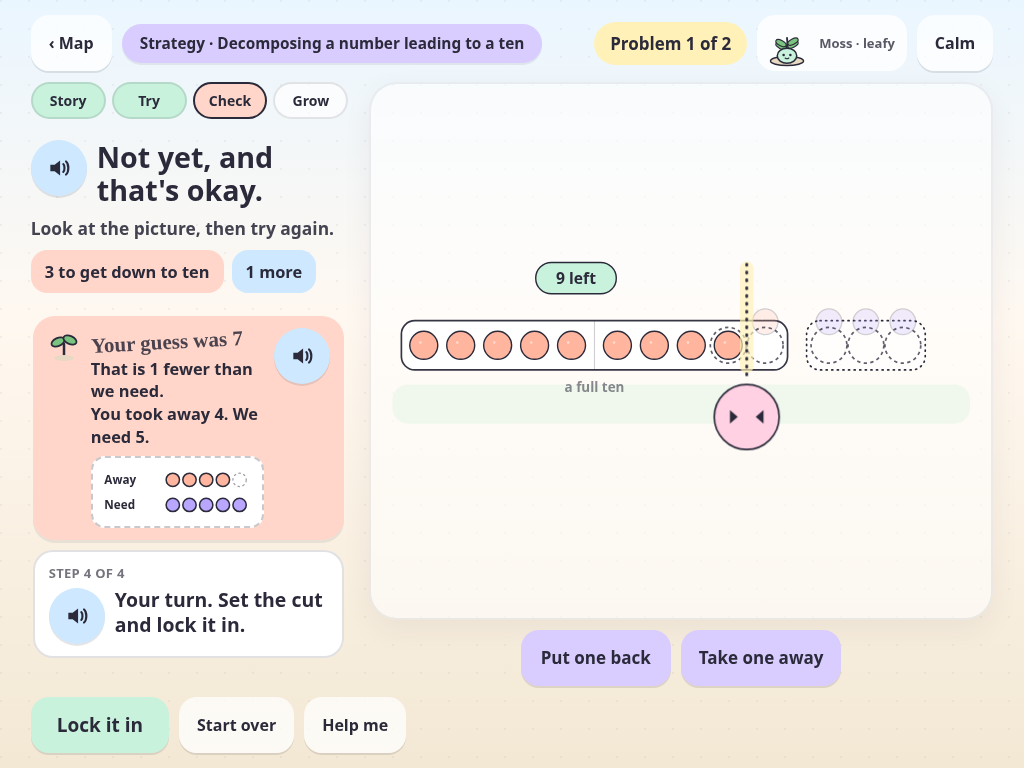 ‹ Map
Strategy · Decomposing a number leading to a ten
Problem 1 of 2
Moss · leafy
Calm
Story
Try
Check
Grow
Not yet, and
that's okay.
Look at the picture, then try again.
3 to get down to ten
1 more
Your guess was 7
That is 1 fewer than
we need.
You took away 4. We
need 5.
Away
Need
STEP 4 OF 4
Your turn. Set the cut
and lock it in.
9 left
a full ten
Put one back
Take one away
Lock it in
Start over
Help me